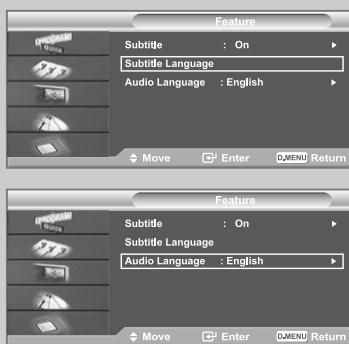 Feature
Subtitle : On
Subtitle Language
Audio Language : English
Move Enter D.MENU Return
Feature
Subtitle : On
Subtitle Language
Audio Language : English
Move Enter D.MENU Return